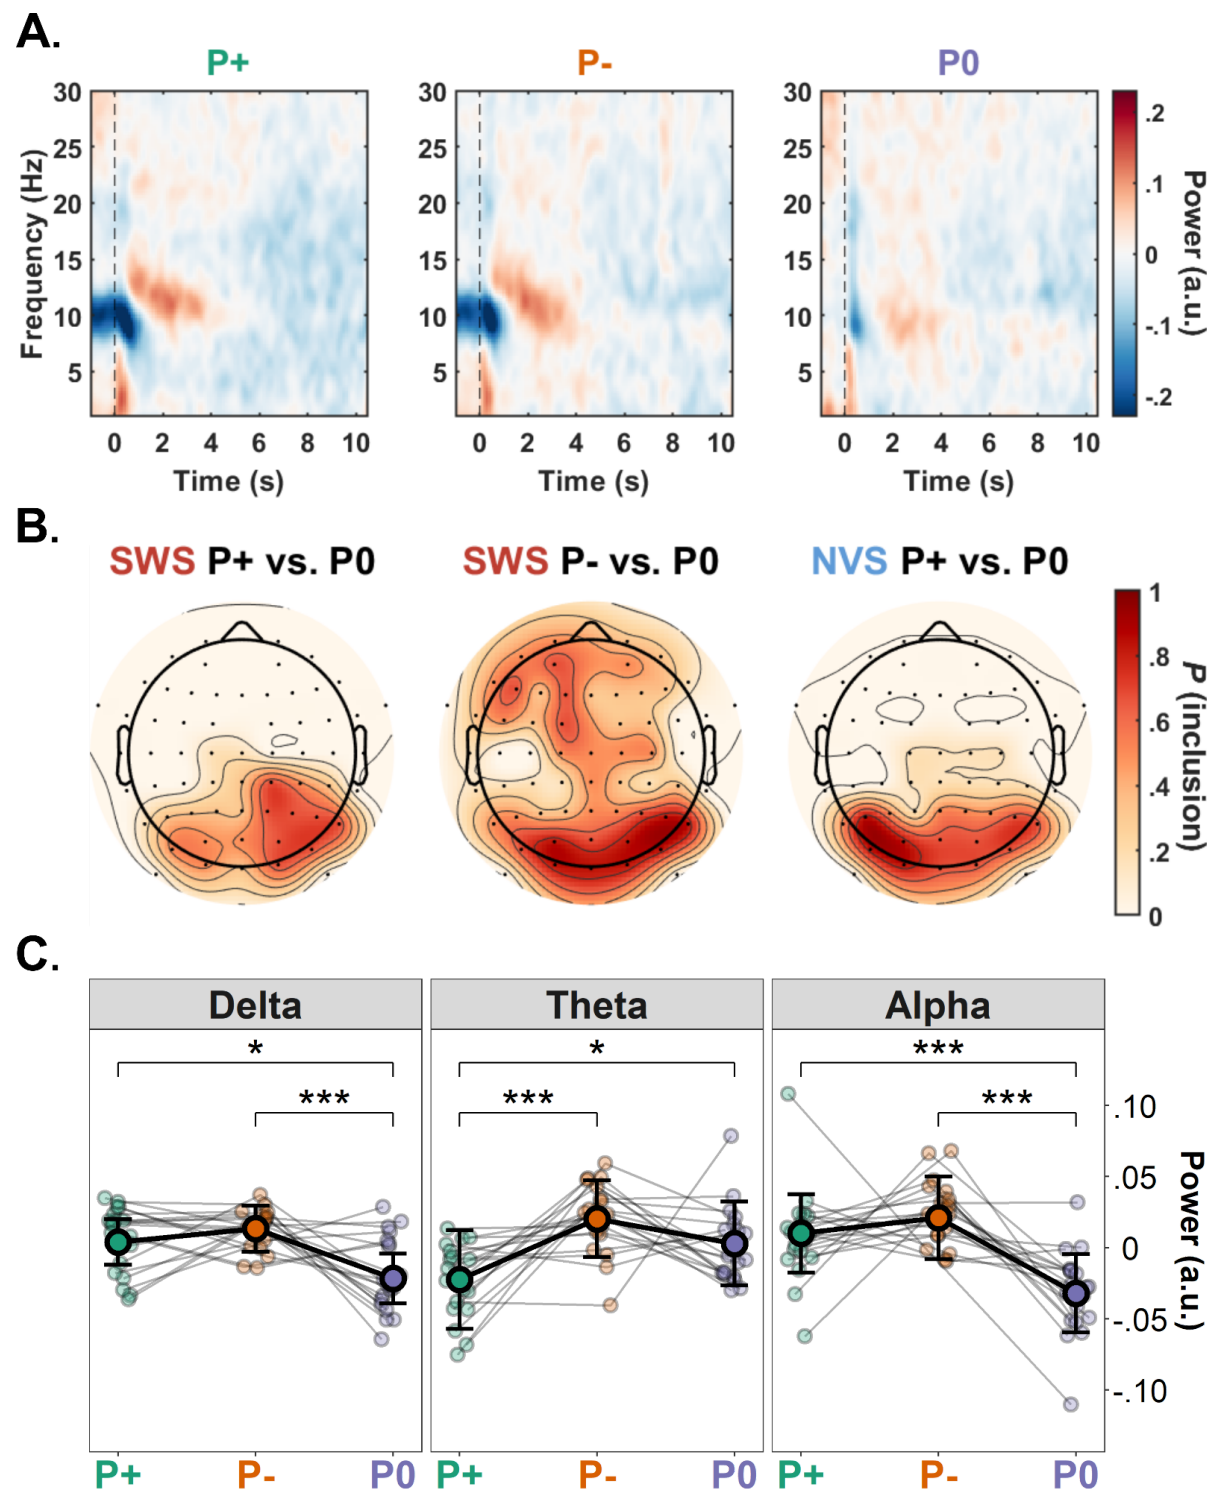 A.
P+ P- P0
30 30 30
25 25 25
20 20 20
15 15 15
10 10 10
5 5 5
Frequency (Hz)
0 2 4 6 8 10 0 2 4 6 8 10 0 2 4 6 8 10
Time (s) Time (s) Time (s)
.2
.1
0
-.1
-.2
Power (a.u.)
B.
SWS P+ vs. P0 SWS P- vs. P0 NVS P+ vs. P0
1
.8
.6
.4
.2
0
P (inclusion)
C.
Delta Theta Alpha
* * ***
*** *** ***
.10
.05
0
-.05
-.10
Power (a.u.)
P+ P- P0 P+ P- P0 P+ P- P0